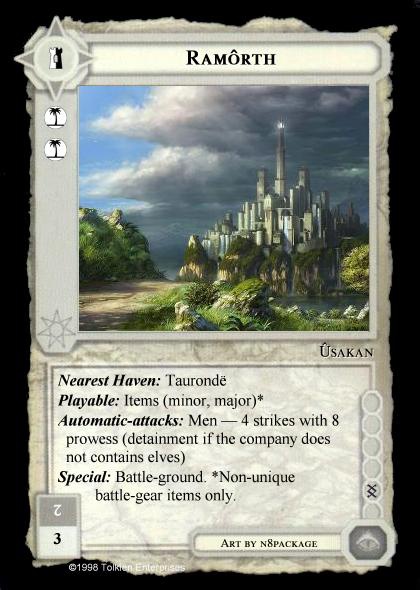 Ramôrth
Ûsakan
Nearest Haven: Taurondë
Playable: Items (minor, major)*
Automatic-attacks: Men — 4 strikes with 8
prowess (detainment if the company does
not contains elves)
Special: Battle-ground. *Non-unique
battle-gear items only.
2
3
Art by n8package
©1998 Tolkien Enterprises